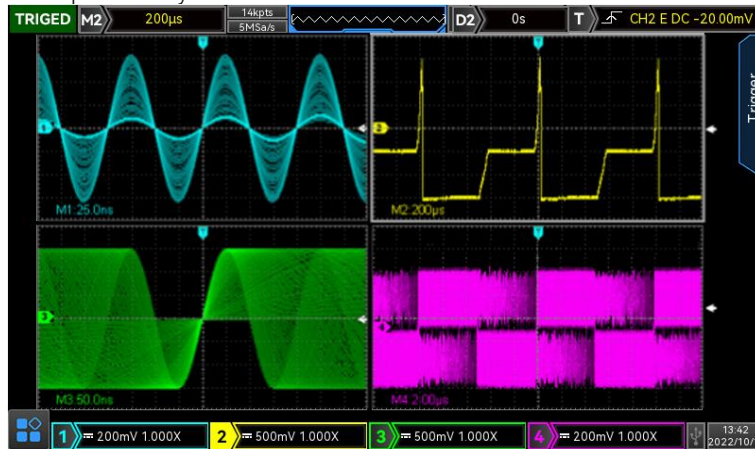 TRIGED M2 200µs 14kpts D2 0s T CH2 E DC -20.00mV
5MSa/s
Trigger
M1:25.0ns
M2:200µs
M3:50.0ns
M4:2.00µs
1 200mV 1.000X 2 500mV 1.000X 3 500mV 1.000X 4 200mV 1.000X 13:42
2022/10/